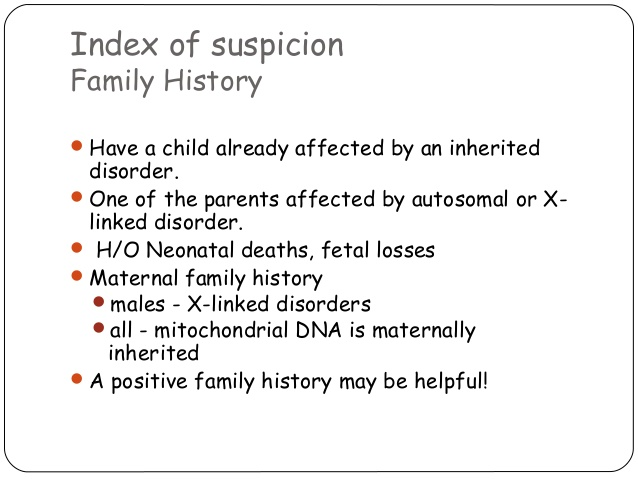 Index of suspicion
Family History
Have a child already affected by an inherited
disorder.
One of the parents affected by autosomal or X-
linked disorder.
H/O Neonatal deaths, fetal losses
Maternal family history
males - X-linked disorders
all - mitochondrial DNA is maternally
inherited
A positive family history may be helpful!